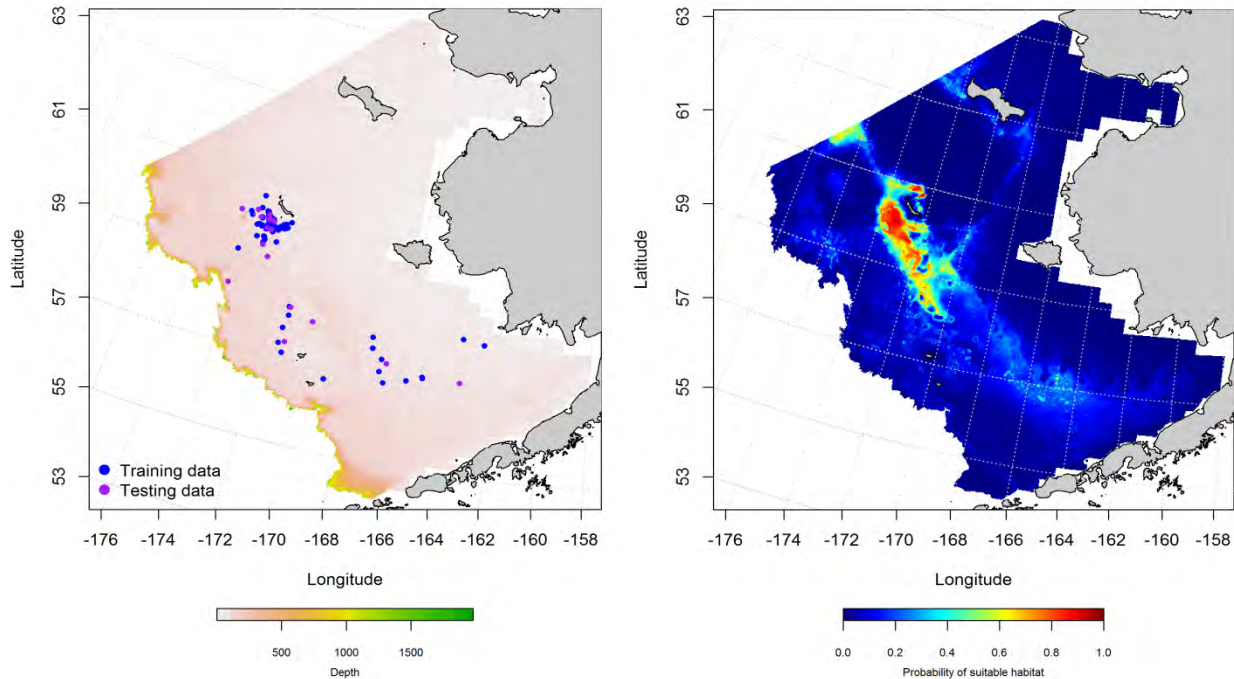 63
61
59
57
55
53
Latitude
Training data
Testing data
-176 -174 -172 -170 -168 -166 -164 -162 -160 -158
Longitude
500 1000 1500
Depth
63
61
59
57
55
53
Latitude
-176 -174 -172 -170 -168 -166 -164 -162 -160 -158
Longitude
0.0 0.2 0.4 0.6 0.8 1.0
Probability of suitable habitat